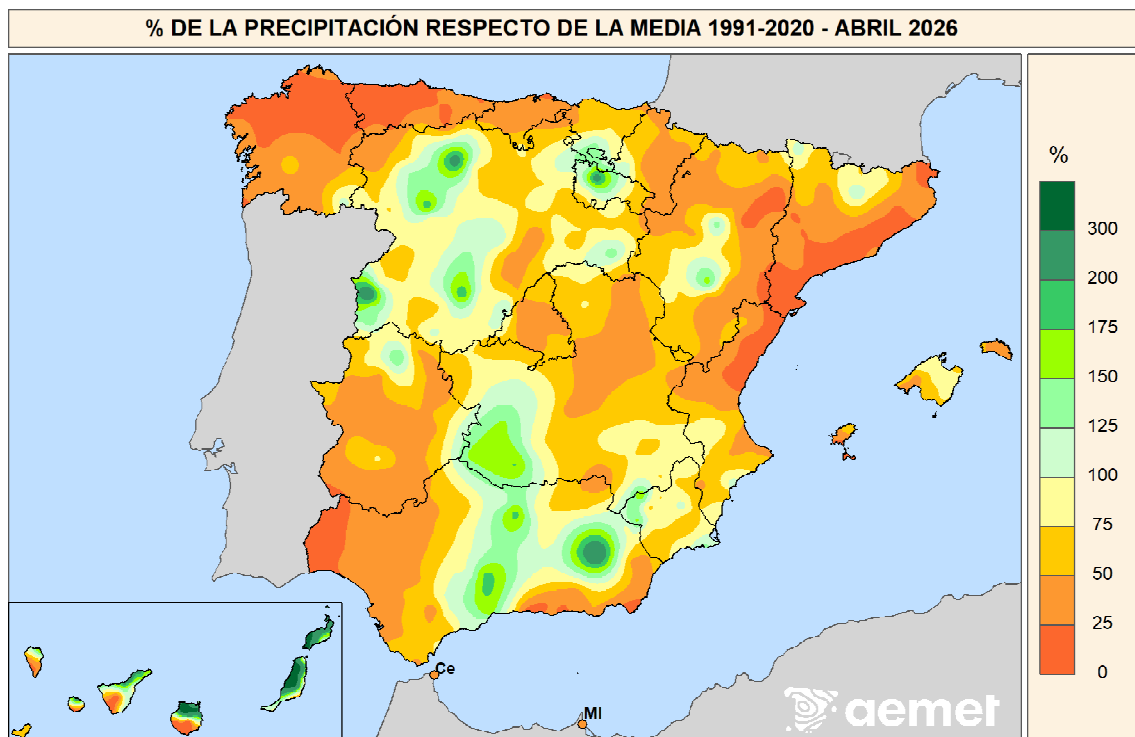 % DE LA PRECIPITACIÓN RESPECTO DE LA MEDIA 1991-2020 - ABRIL 2026
%
300
200
175
150
125
100
75
50
25
0
Ce
Ml
aemet